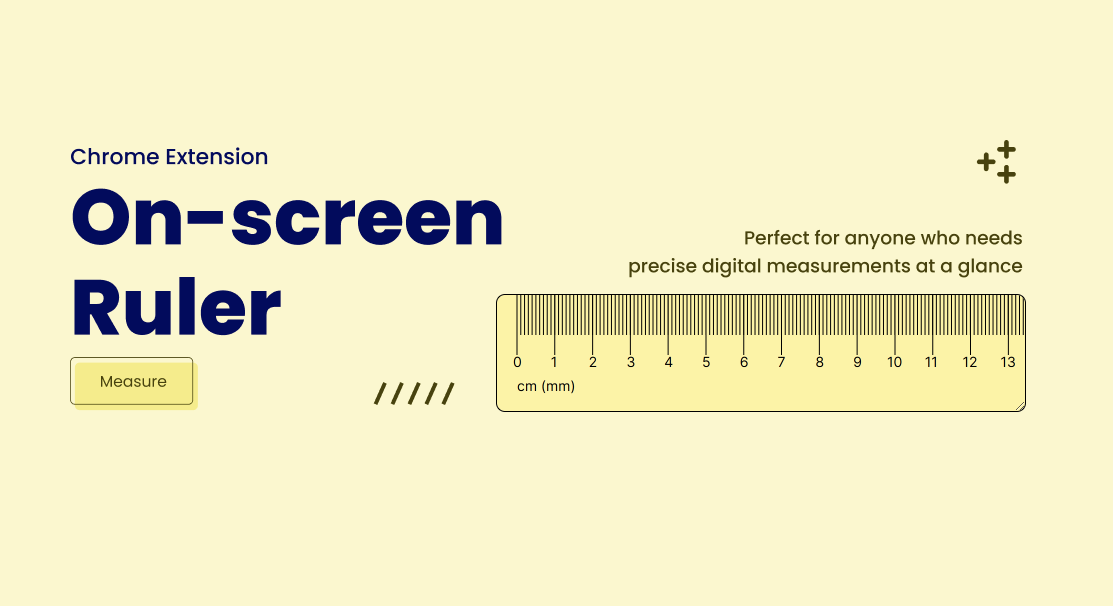 Chrome Extension
On-screen
Ruler
Measure
Perfect for anyone who needs
precise digital measurements at a glance
0 1 2 3 4 5 6 7 8 9 10 11 12 13
cm (mm)